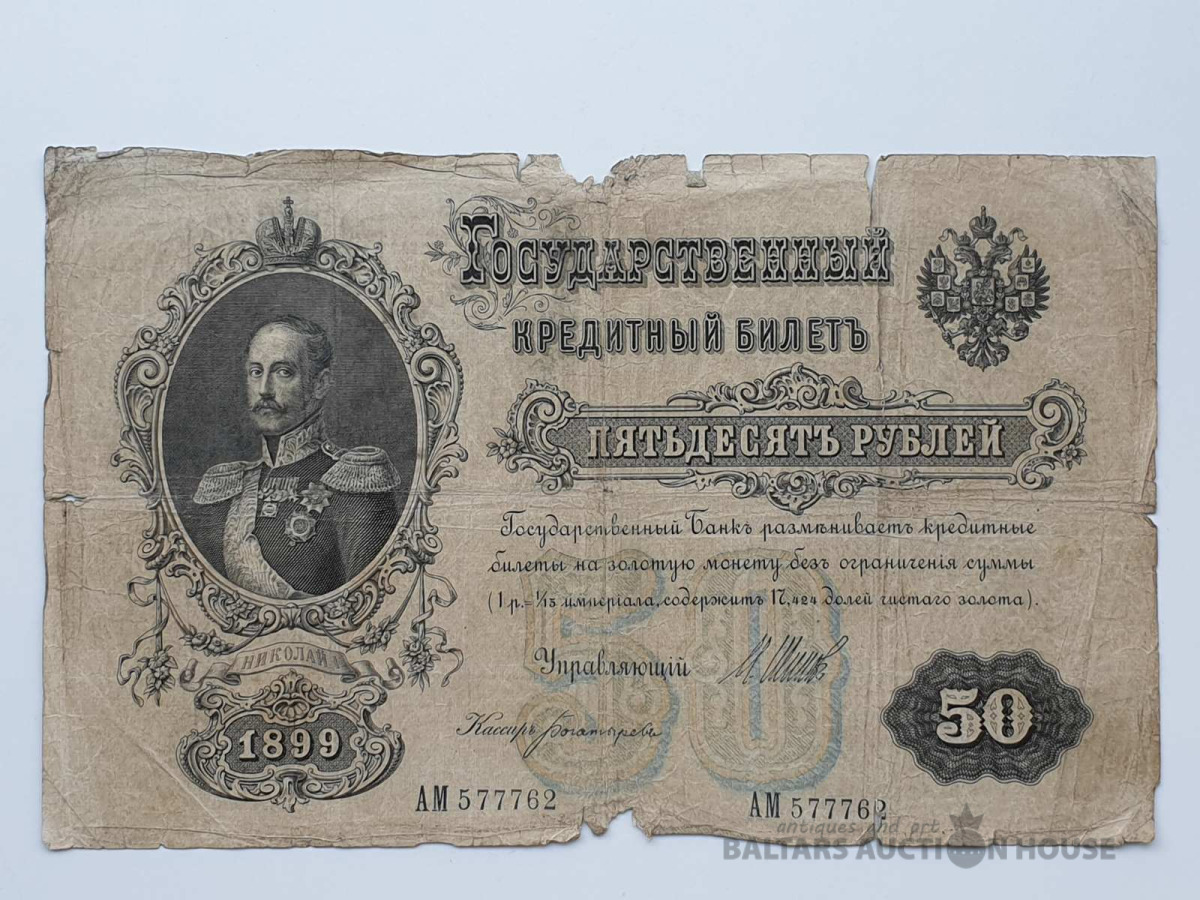 Государственный
кредитный билетъ
пятьдесятъ рублей
Государственный Банкъ размѣниваетъ кредитные
билеты на золотую монету безъ ограниченія суммы
(1 р.= 1/15 имперіала, содержитъ 17,424 долей чистаго золота).
50
Управляющій
НИКОЛАЙ I
50
Кассиръ Богатыревъ
1899
АМ 577762
АМ 577762
antiques and art
BALTARS AUCTION HOUSE